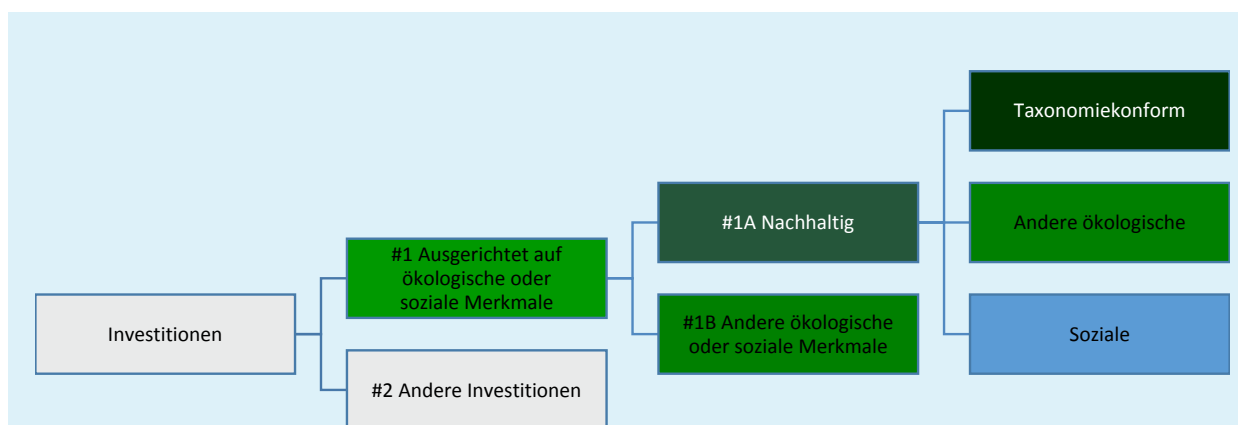 Investitionen
#1 Ausgerichtet auf
ökologische oder
soziale Merkmale
#2 Andere Investitionen
#1A Nachhaltig
#1B Andere ökologische
oder soziale Merkmale
Taxonomiekonform
Andere ökologische
Soziale